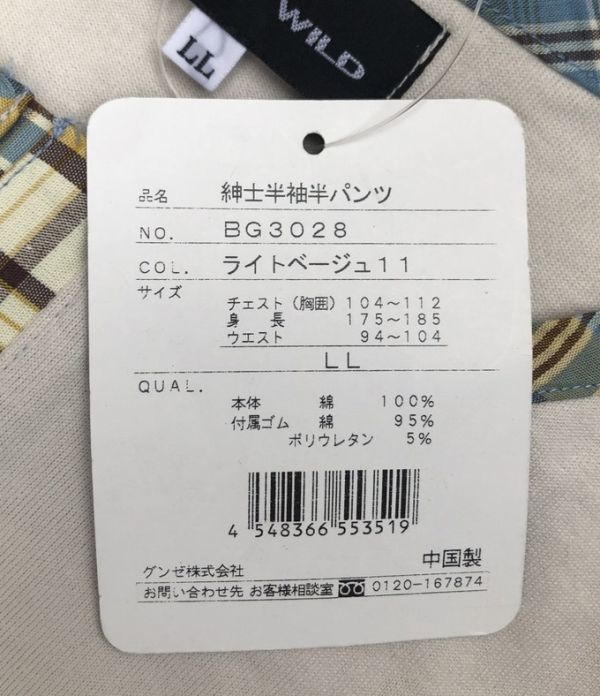 LL
WILD
品名 紳士半袖半パンツ
NO. BG3028
COL. ライトベージュ11
サイズ
チェスト(胸囲) 104〜112
身長 175〜185
ウエスト 94〜104
LL
QUAL.
本体 綿 100%
付属ゴム 綿 95%
ポリウレタン 5%
4 548366 553519
中国製
グンゼ株式会社
お問い合わせ先 お客様相談室 0120-167874